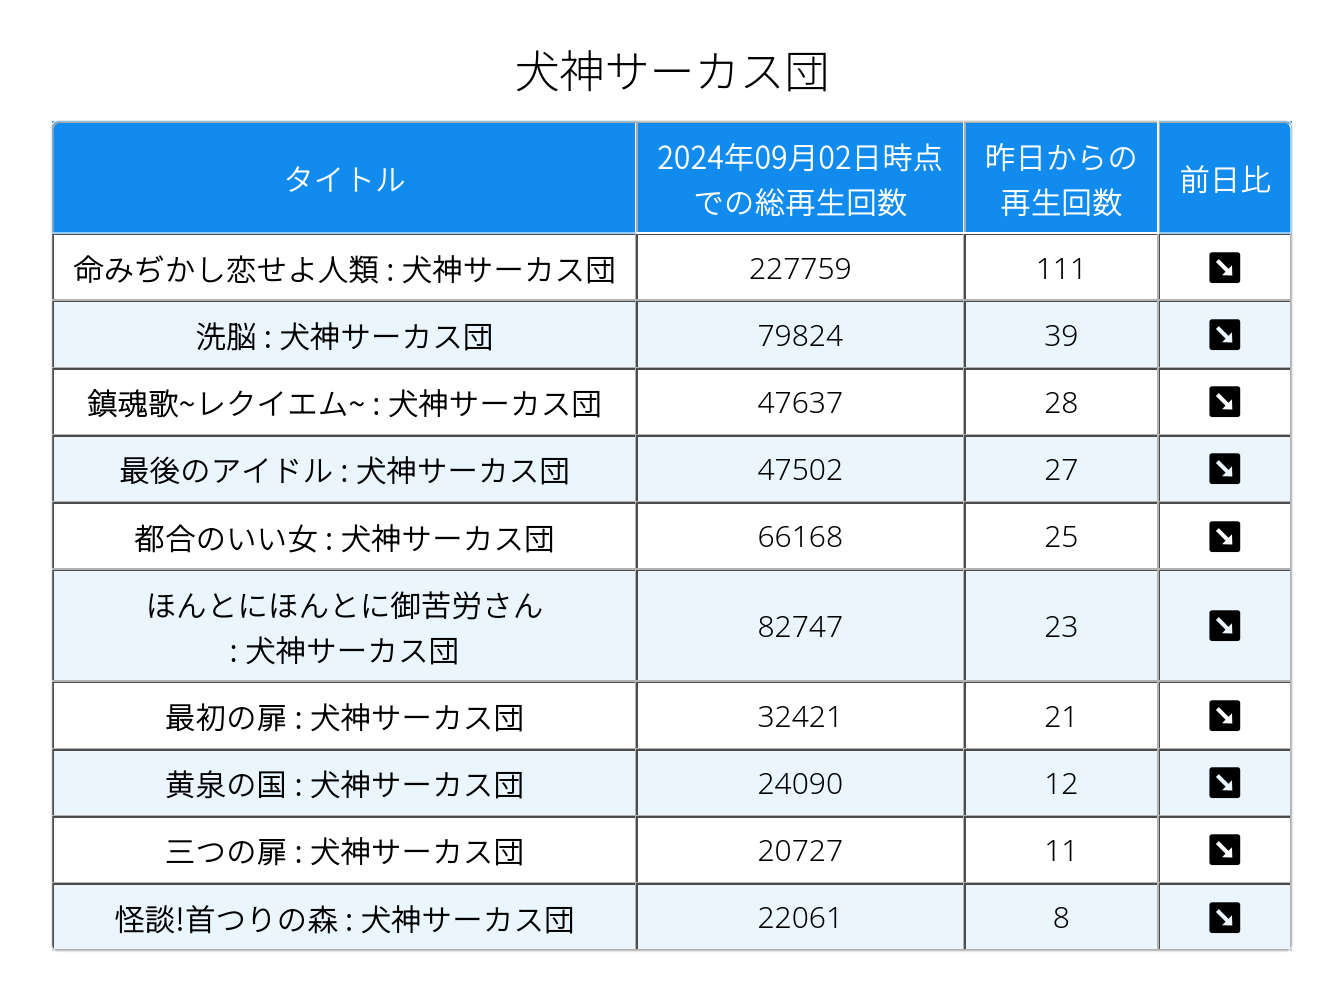 犬神サーカス団
タイトル
2024年09月02日時点
での総再生回数
昨日からの
再生回数
前日比
命みぢかし恋せよ人類 : 犬神サーカス団 227759 111 ↘
洗脳 : 犬神サーカス団 79824 39 ↘
鎮魂歌~レクイエム~ : 犬神サーカス団 47637 28 ↘
最後のアイドル : 犬神サーカス団 47502 27 ↘
都合のいい女 : 犬神サーカス団 66168 25 ↘
ほんとにほんとに御苦労さん
: 犬神サーカス団 82747 23 ↘
最初の扉 : 犬神サーカス団 32421 21 ↘
黄泉の国 : 犬神サーカス団 24090 12 ↘
三つの扉 : 犬神サーカス団 20727 11 ↘
怪談!首つりの森 : 犬神サーカス団 22061 8 ↘